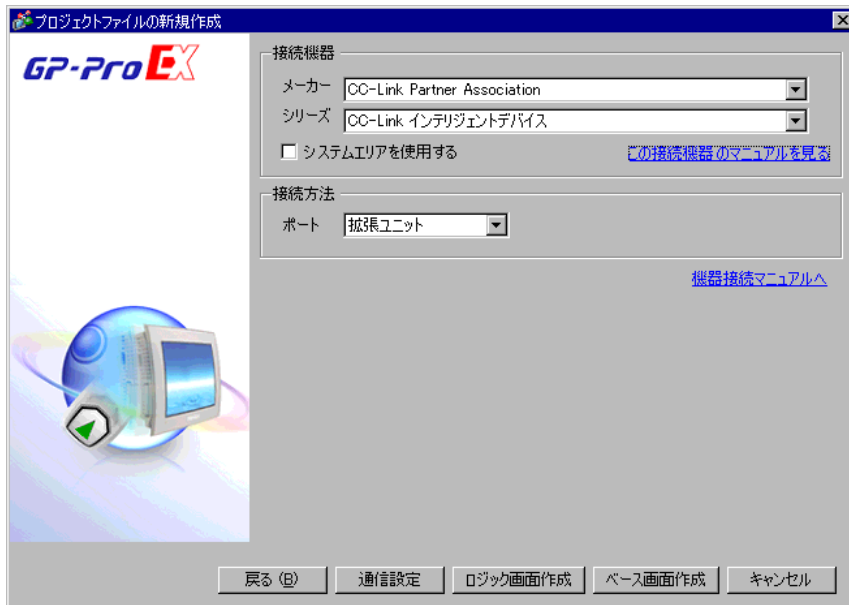 プロジェクトファイルの新規作成
GP-Pro EX
接続機器
メーカー CC-Link Partner Association
シリーズ CC-Link インテリジェントデバイス
システムエリアを使用する この接続機器のマニュアルを見る
接続方法
ポート 拡張ユニット
機器接続マニュアルへ
戻る (B) 通信設定 ロジック画面作成 ベース画面作成 キャンセル